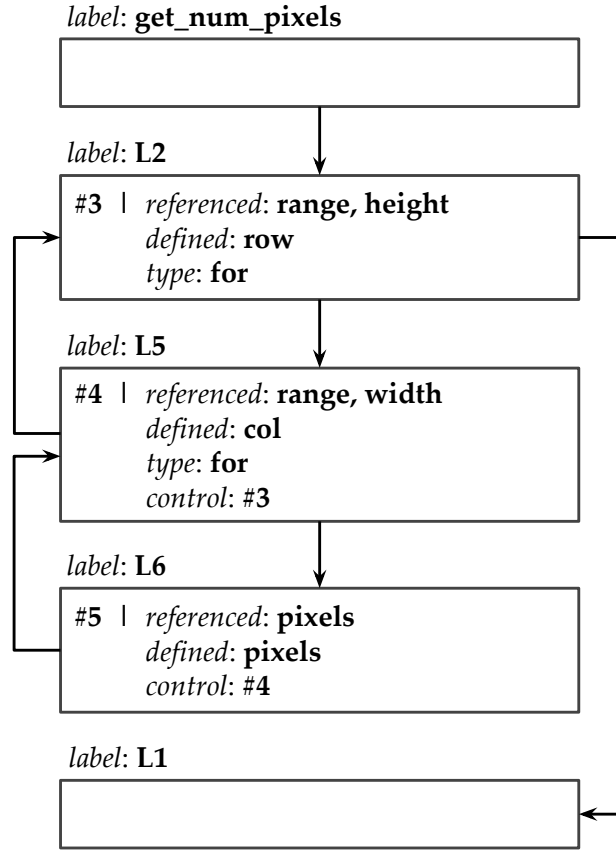 label: get_num_pixels
label: L2
#3 | referenced: range, height
defined: row
type: for
label: L5
#4 | referenced: range, width
defined: col
type: for
control: #3
label: L6
#5 | referenced: pixels
defined: pixels
control: #4
label: L1